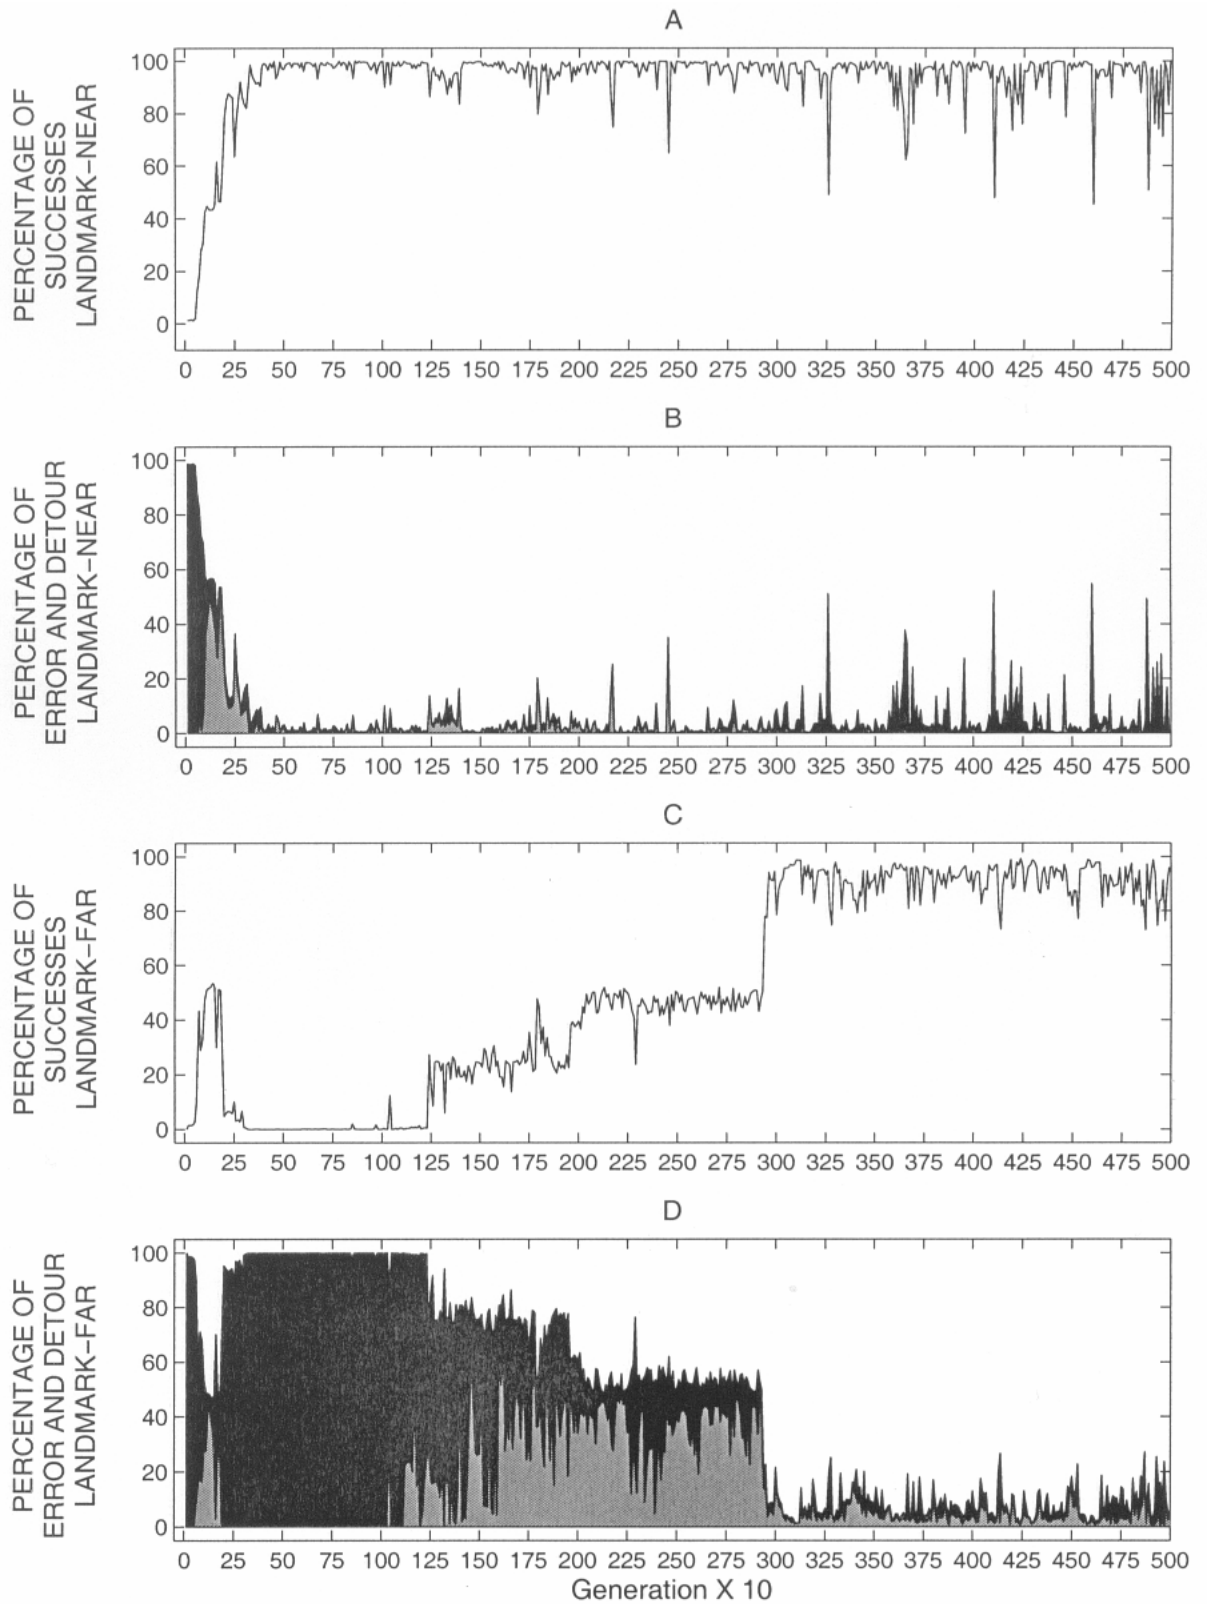 A
PERCENTAGE OF
SUCCESSES
LANDMARK-NEAR
100
80
60
40
20
0
0 25 50 75 100 125 150 175 200 225 250 275 300 325 350 375 400 425 450 475 500
B
PERCENTAGE OF
ERROR AND DETOUR
LANDMARK-NEAR
100
80
60
40
20
0
0 25 50 75 100 125 150 175 200 225 250 275 300 325 350 375 400 425 450 475 500
C
PERCENTAGE OF
SUCCESSES
LANDMARK-FAR
100
80
60
40
20
0
0 25 50 75 100 125 150 175 200 225 250 275 300 325 350 375 400 425 450 475 500
D
PERCENTAGE OF
ERROR AND DETOUR
LANDMARK-FAR
100
80
60
40
20
0
0 25 50 75 100 125 150 175 200 225 250 275 300 325 350 375 400 425 450 475 500
Generation X 10